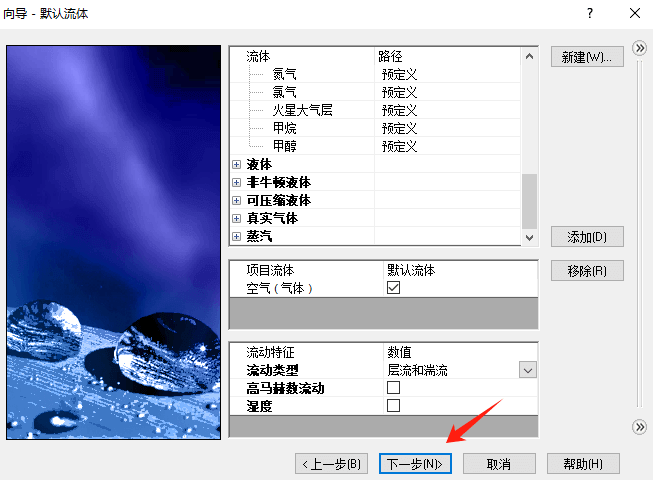 向导 - 默认流体
流体 路径
氮气 预定义
氯气 预定义
火星大气层 预定义
甲烷 预定义
甲醇 预定义
液体
非牛顿液体
可压缩液体
真实气体
蒸汽
新建(W)...
添加(D)
移除(R)
项目流体 默认流体
空气 ( 气体 )
流动特征 数值
流动类型 层流和湍流
高马赫数流动
湿度
< 上一步(B)
下一步(N)>
取消
帮助(H)